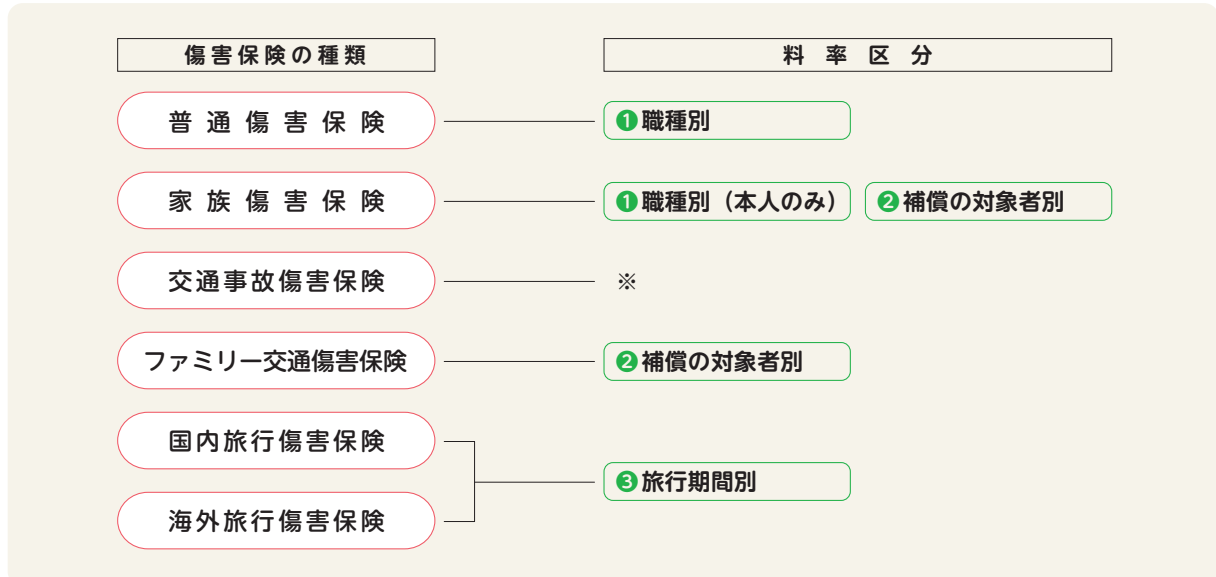 傷害保険の種類 料率区分
普通傷害保険 ❶職種別
家族傷害保険 ❶職種別（本人のみ） ❷補償の対象者別
交通事故傷害保険 ※
ファミリー交通傷害保険 ❷補償の対象者別
国内旅行傷害保険
❸旅行期間別
海外旅行傷害保険